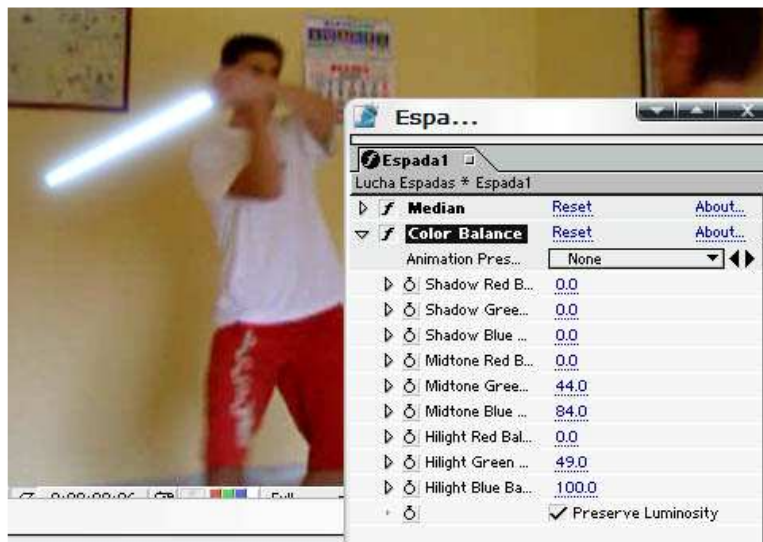 Espa...
Espada1
Lucha Espadas * Espada1
Median Reset About...
Color Balance Reset About...
Animation Pres... None
Shadow Red B... 0.0
Shadow Gree... 0.0
Shadow Blue ... 0.0
Midtone Red B... 0.0
Midtone Gree... 44.0
Midtone Blue ... 84.0
Hilight Red Bal... 0.0
Hilight Green ... 49.0
Hilight Blue Ba... 100.0
Preserve Luminosity